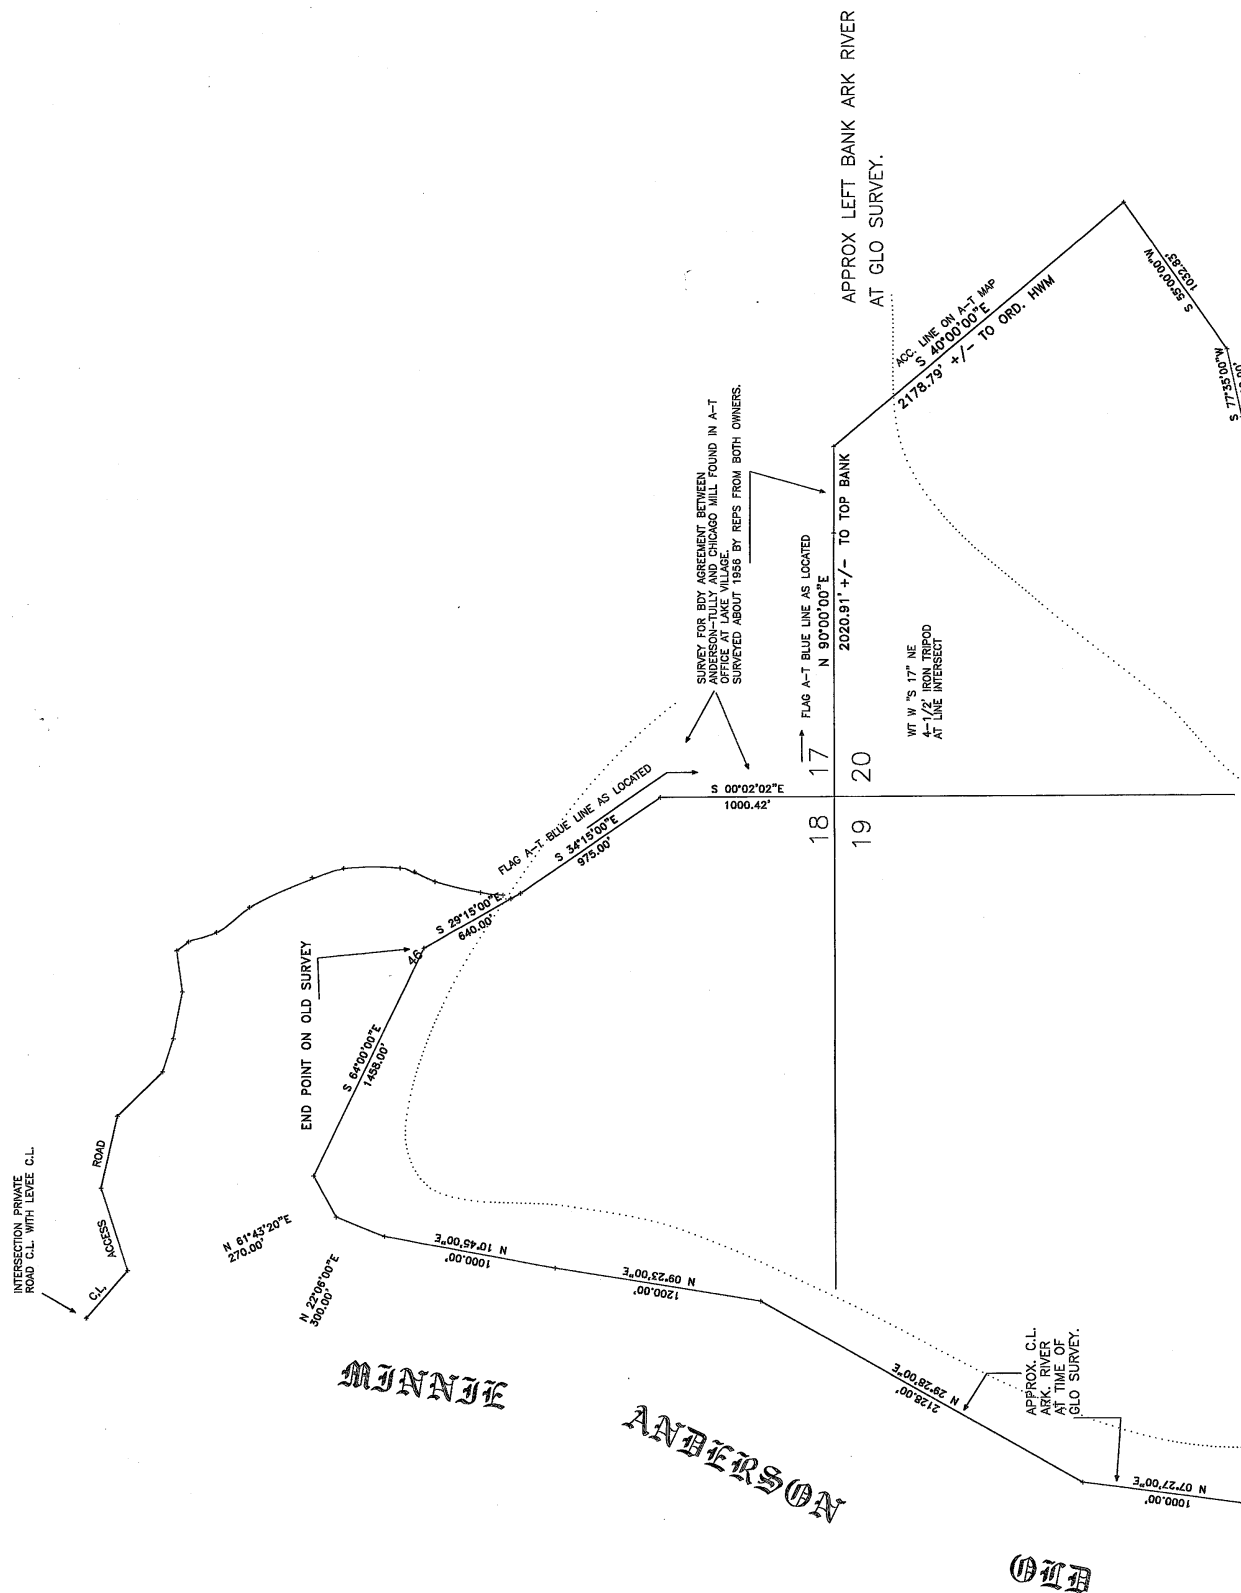 INTERSECTION PRIVATE
ROAD C.L. WITH LEVEE C.L.
C.L.
ACCESS
ROAD
N 61°43'20"E
270.00'
N 22°06'00"E
300.00'
END POINT ON OLD SURVEY
S 64°00'00"E
1458.00'
46
S 29°15'00"E
640.00'
FLAG A-T BLUE LINE AS LOCATED
S 34°15'00"E
975.00'
SURVEY FOR BDY AGREEMENT BETWEEN
ANDERSON-TULLY AND CHICAGO MILL FOUND IN A-T
OFFICE AT LAKE VILLAGE.
SURVEYED ABOUT 1956 BY REPS FROM BOTH OWNERS.
S 00°02'02"E
1000.42'
FLAG A-T BLUE LINE AS LOCATED
N 90°00'00"E
2020.91' +/- TO TOP BANK
18
17
19
20
WT W "S 17" NE
4-1/2' IRON TRIPOD
AT LINE INTERSECT
APPROX LEFT BANK ARK RIVER
AT GLO SURVEY.
ACC. LINE ON A-T MAP
S 40°00'00"E
2178.79' +/- TO ORD. HWM
S 55°00'00"W
1032.83'
S 77°35'00"W
N 10°45'00"E
1000.00'
N 09°23'00"E
1200.00'
N 29°28'00"E
2128.00'
APPROX. C.L.
ARK. RIVER
AT TIME OF
GLO SURVEY.
N 07°27'00"E
1000.00'
MINNIE
ANDERSON
OLD